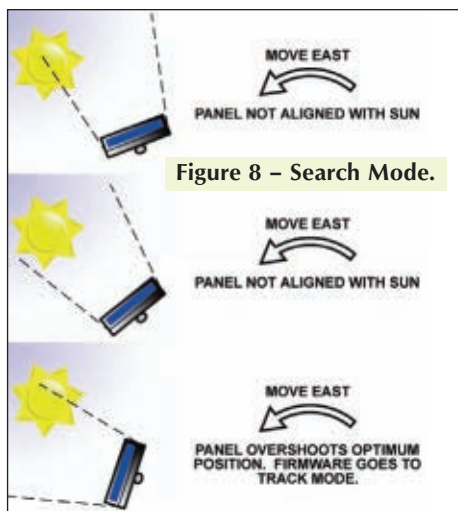 MOVE EAST
PANEL NOT ALIGNED WITH SUN
Figure 8 – Search Mode.
MOVE EAST
PANEL NOT ALIGNED WITH SUN
MOVE EAST
PANEL OVERSHOOTS OPTIMUM
POSITION. FIRMWARE GOES TO
TRACK MODE.